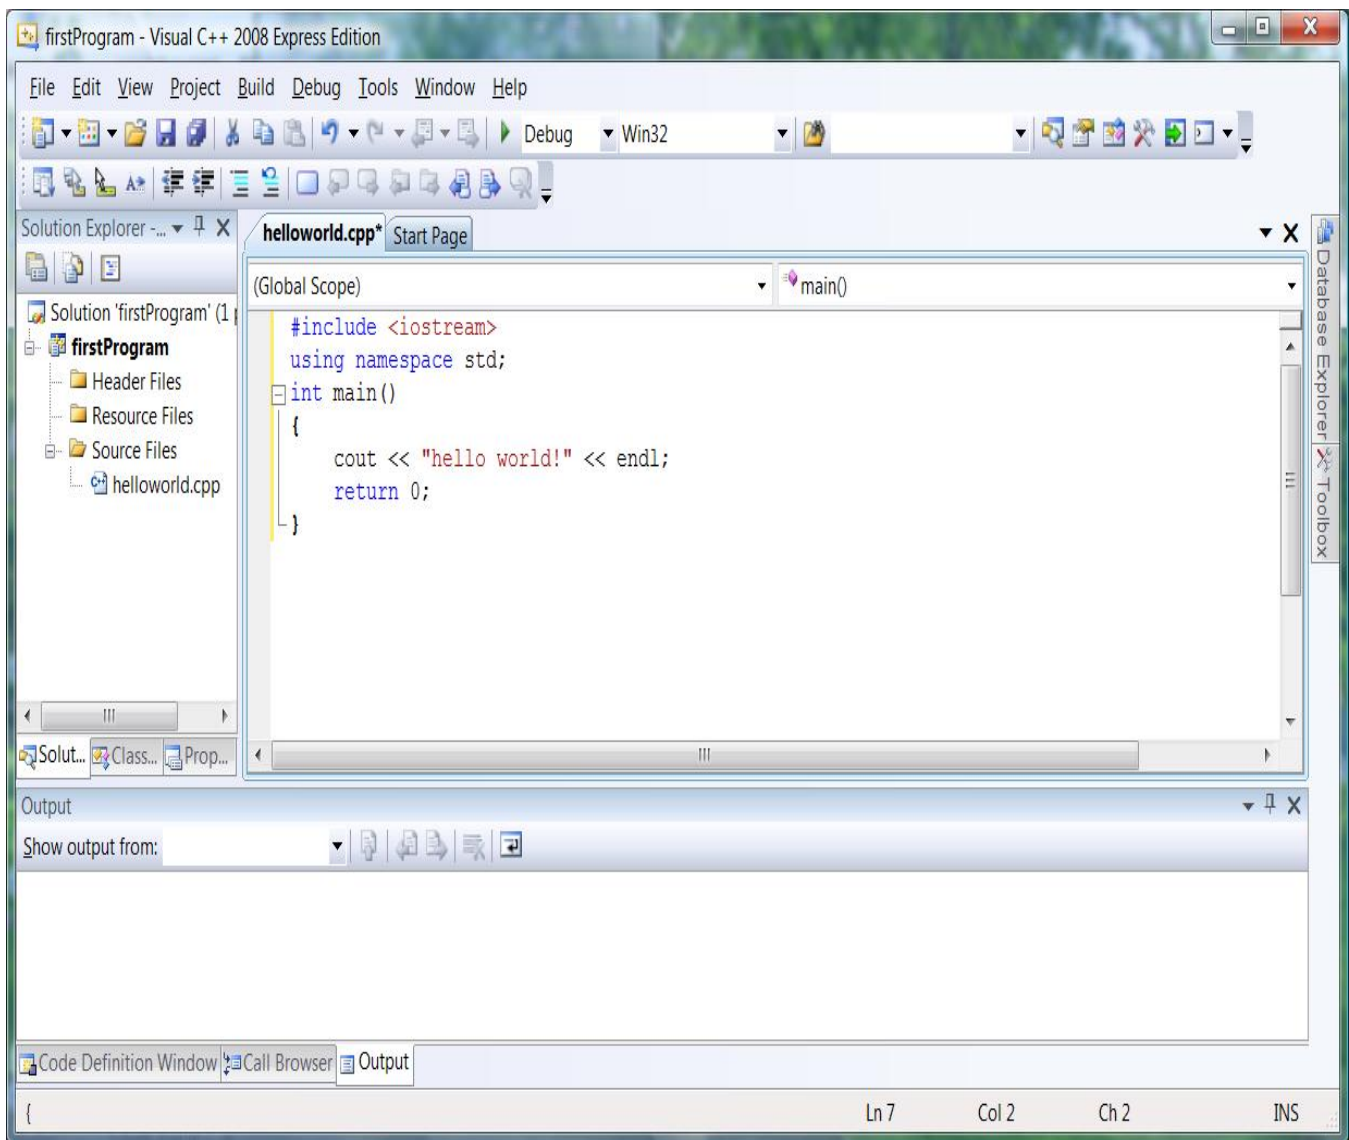 firstProgram - Visual C++ 2008 Express Edition
File Edit View Project Build Debug Tools Window Help
Debug Win32
Solution Explorer -...
helloworld.cpp* Start Page
(Global Scope) main()
Solution 'firstProgram' (1
firstProgram
Header Files
Resource Files
Source Files
helloworld.cpp
#include <iostream>
using namespace std;
int main()
{
cout << "hello world!" << endl;
return 0;
}
Database Explorer
Toolbox
Solut... Class... Prop...
Output
Show output from:
Code Definition Window Call Browser Output
{ Ln 7 Col 2 Ch 2 INS